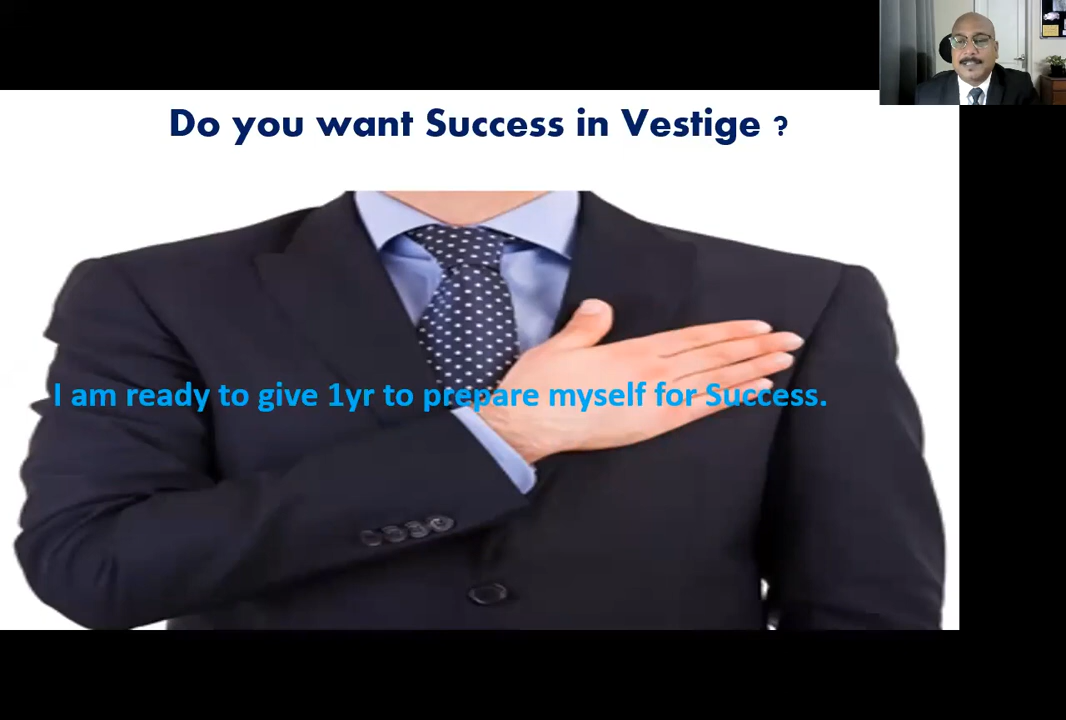 Do you want Success in Vestige ?
I am ready to give 1yr to prepare myself for Success.